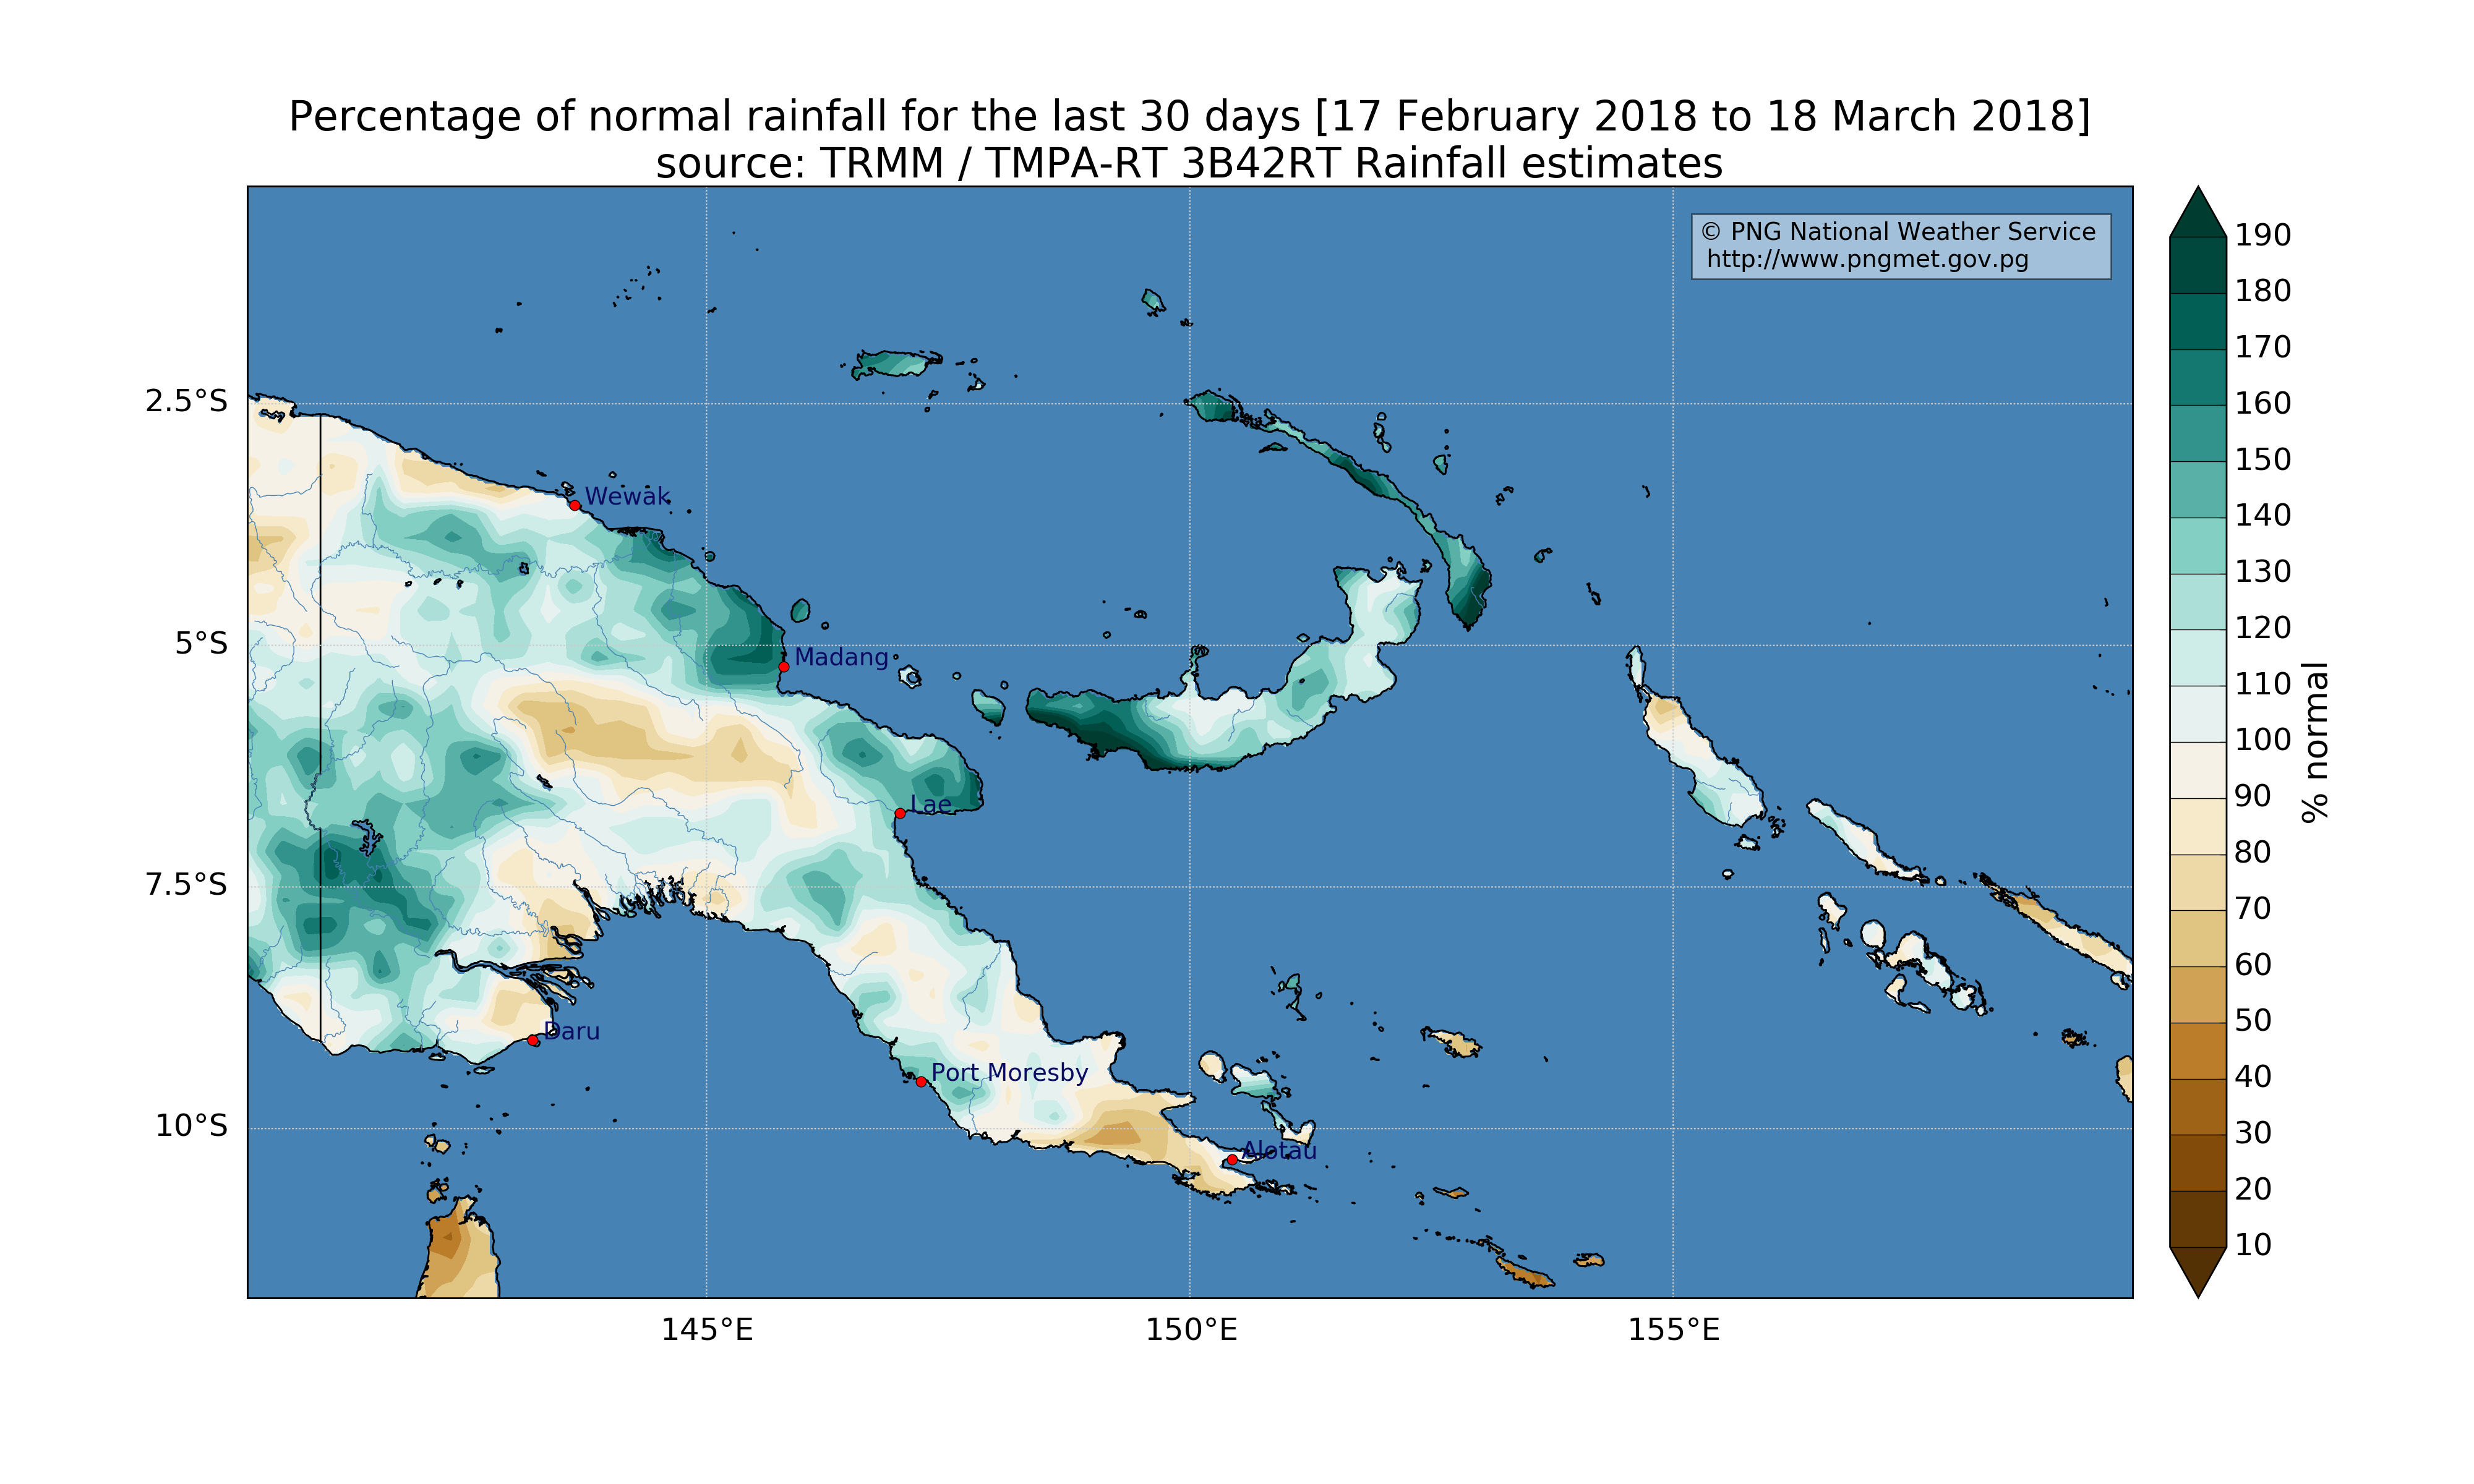 Percentage of normal rainfall for the last 30 days [17 February 2018 to 18 March 2018]
source: TRMM / TMPA-RT 3B42RT Rainfall estimates
© PNG National Weather Service
http://www.pngmet.gov.pg
2.5°S
5°S
7.5°S
10°S
Wewak
Madang
Lae
Daru
Port Moresby
Alotau
145°E
150°E
155°E
190
180
170
160
150
140
130
120
110
100
90
80
70
60
50
40
30
20
10
% normal